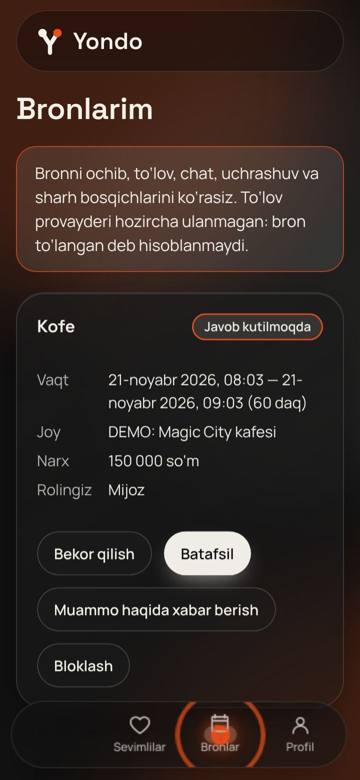 Yondo
Bronlarim
Bronni ochib, to'lov, chat, uchrashuv va
sharh bosqichlarini ko'rasiz. To'lov
provayderi hozircha ulanmagan: bron
to'langan deb hisoblanmaydi.
Kofe
Javob kutilmoqda
Vaqt 21-noyabr 2026, 08:03 — 21-
noyabr 2026, 09:03 (60 daq)
Joy DEMO: Magic City kafesi
Narx 150 000 so'm
Rolingiz Mijoz
Bekor qilish
Batafsil
Muammo haqida xabar berish
Bloklash
Sevimlilar
Bronlar
Profil